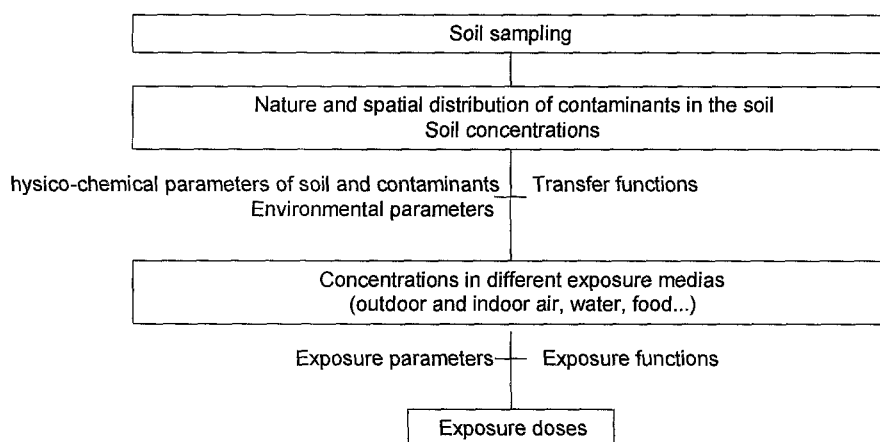 Soil sampling
Nature and spatial distribution of contaminants in the soil
Soil concentrations
hysico-chemical parameters of soil and contaminants
Transfer functions
Environmental parameters
Concentrations in different exposure medias
(outdoor and indoor air, water, food...)
Exposure parameters
Exposure functions
Exposure doses